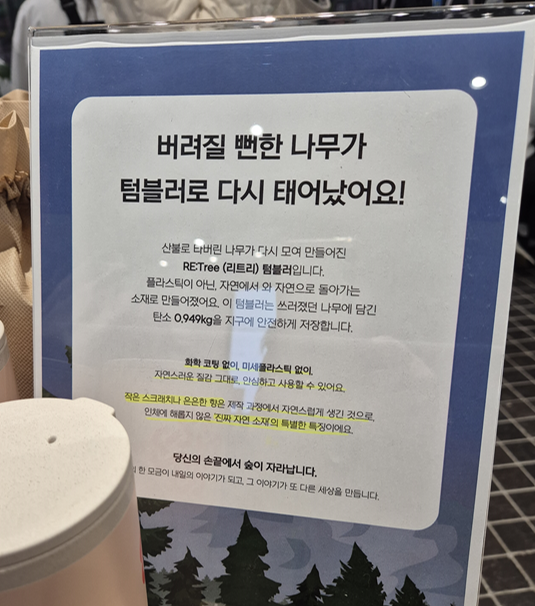 버려질 뻔한 나무가
텀블러로 다시 태어났어요!
산불로 타버린 나무가 다시 모여 만들어진
RE:Tree (리트리) 텀블러입니다.
플라스틱이 아닌, 자연에서 와 자연으로 돌아가는
소재로 만들어졌어요. 이 텀블러는 쓰러졌던 나무에 담긴
탄소 0.949kg을 지구에 안전하게 저장합니다.
화학 코팅 없이, 미세플라스틱 없이.
자연스러운 질감 그대로, 안심하고 사용할 수 있어요.
작은 스크래치나 은은한 향은 제작 과정에서 자연스럽게 생긴 것으로,
인체에 해롭지 않은 '진짜 자연 소재'의 특별한 특징이에요.
당신의 손끝에서 숲이 자라납니다.
한 모금이 내일의 이야기가 되고, 그 이야기가 또 다른 세상을 만듭니다.